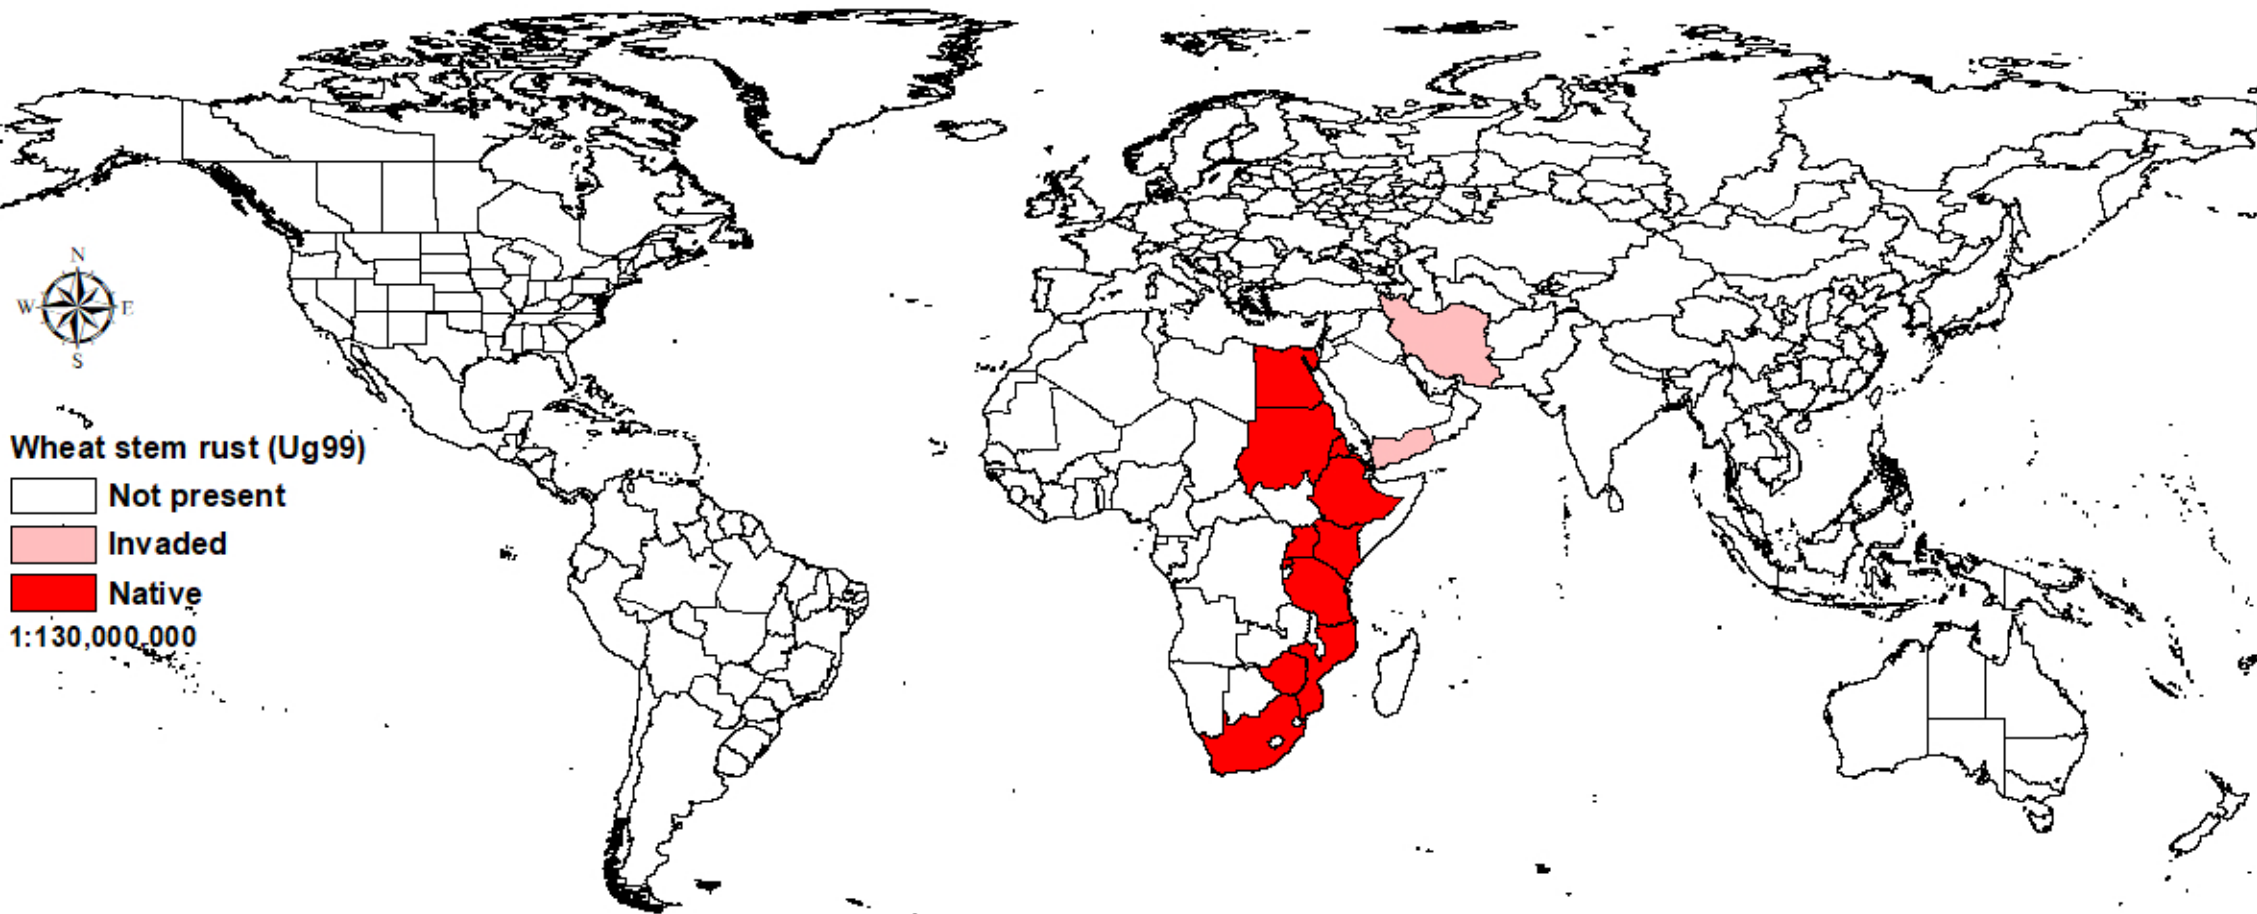 N
W E
S
Wheat stem rust (Ug99)
Not present
Invaded
Native
1:130,000,000